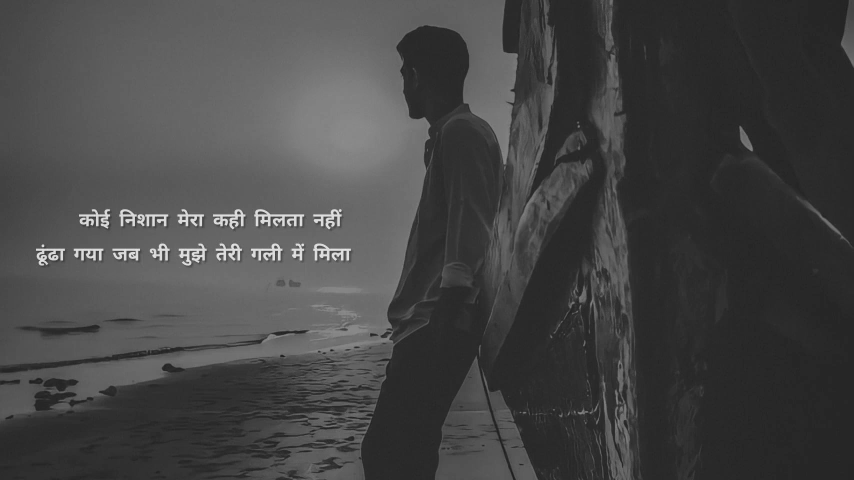 कोई निशान मेरा कही मिलता नहीं
ढूंढा गया जब भी मुझे तेरी गली में मिला